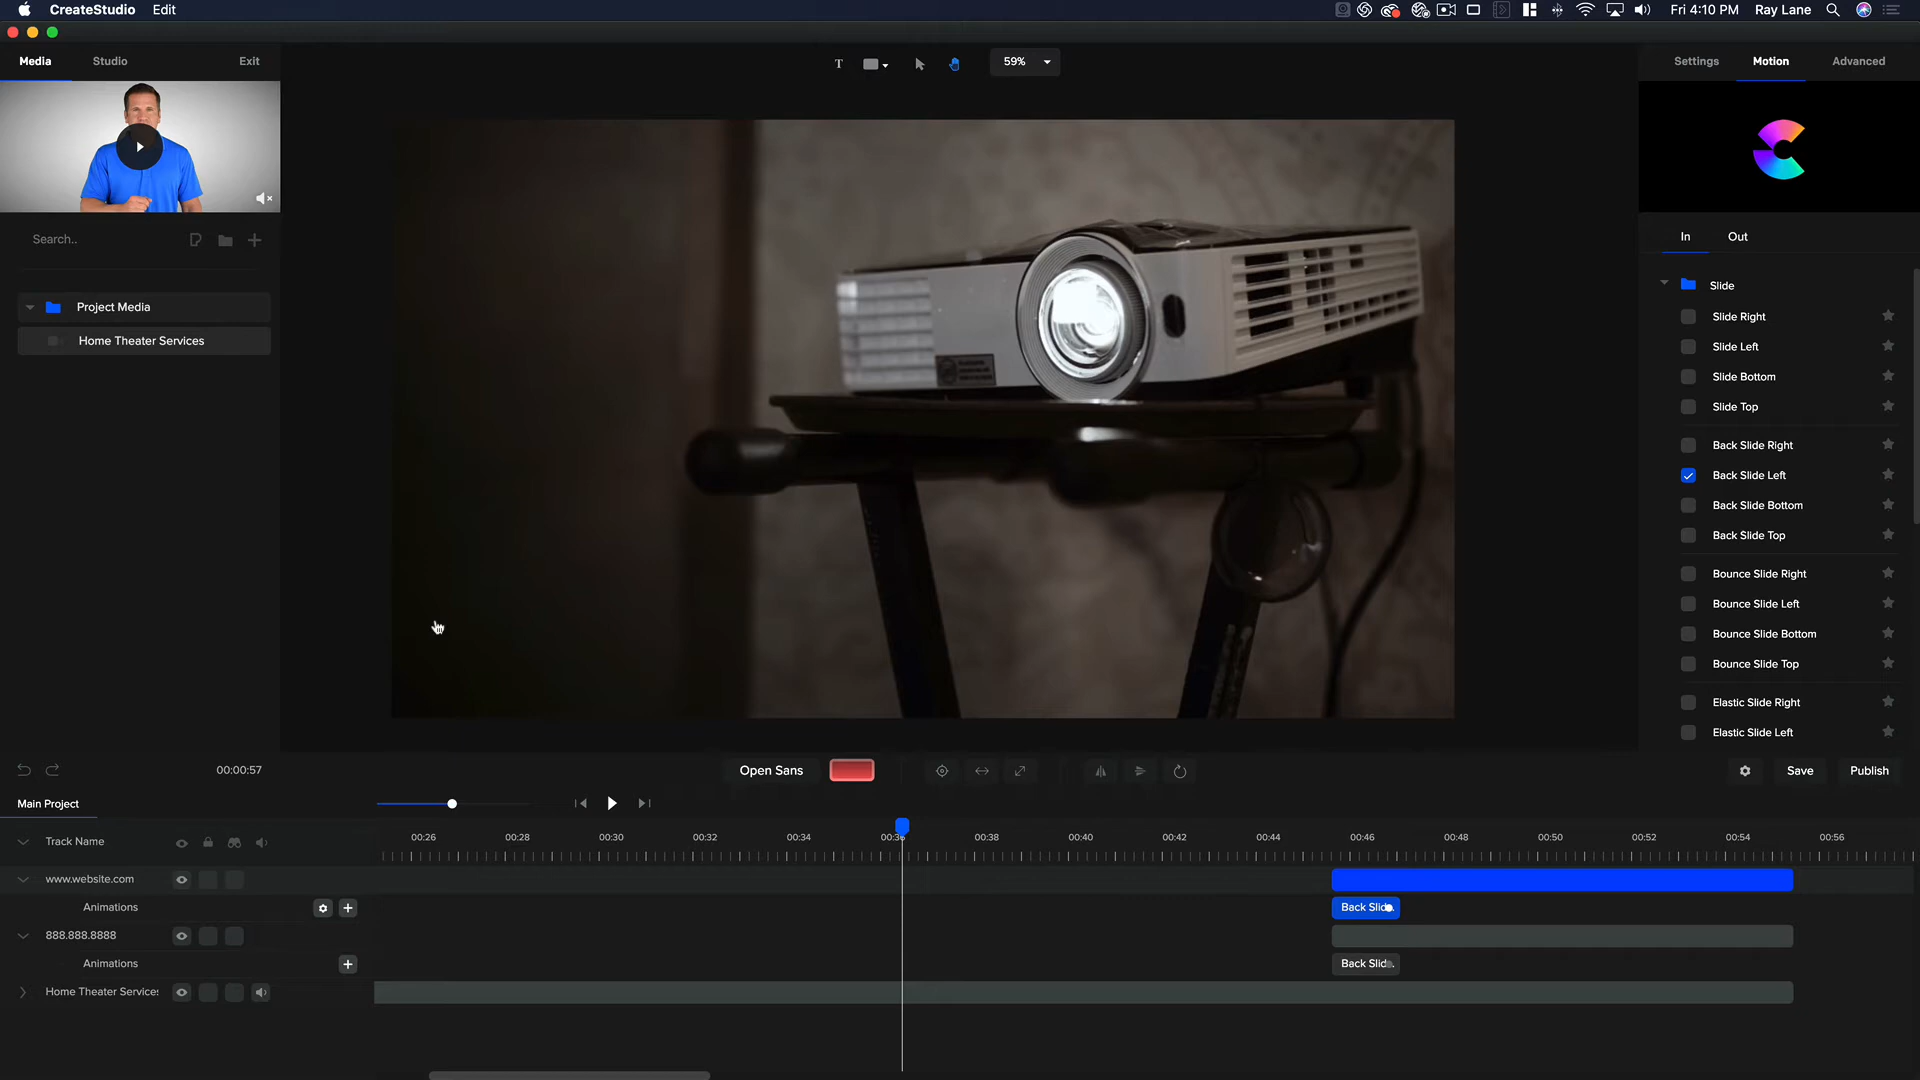 CreateStudio Edit Fri 4:10 PM Ray Lane
Media Studio Exit
T 59%
Settings Motion Advanced
Search..
In Out
Project Media
Home Theater Services
Slide
Slide Right
Slide Left
Slide Bottom
Slide Top
Back Slide Right
Back Slide Left
Back Slide Bottom
Back Slide Top
Bounce Slide Right
Bounce Slide Left
Bounce Slide Bottom
Bounce Slide Top
Elastic Slide Right
Elastic Slide Left
00:00:57 Open Sans Save Publish
Main Project
Track Name 00:26 00:28 00:30 00:32 00:34 00:36 00:38 00:40 00:42 00:44 00:46 00:48 00:50 00:52 00:54 00:56
www.website.com
Animations Back Slid..
888.888.8888
Animations Back Slid..
Home Theater Services